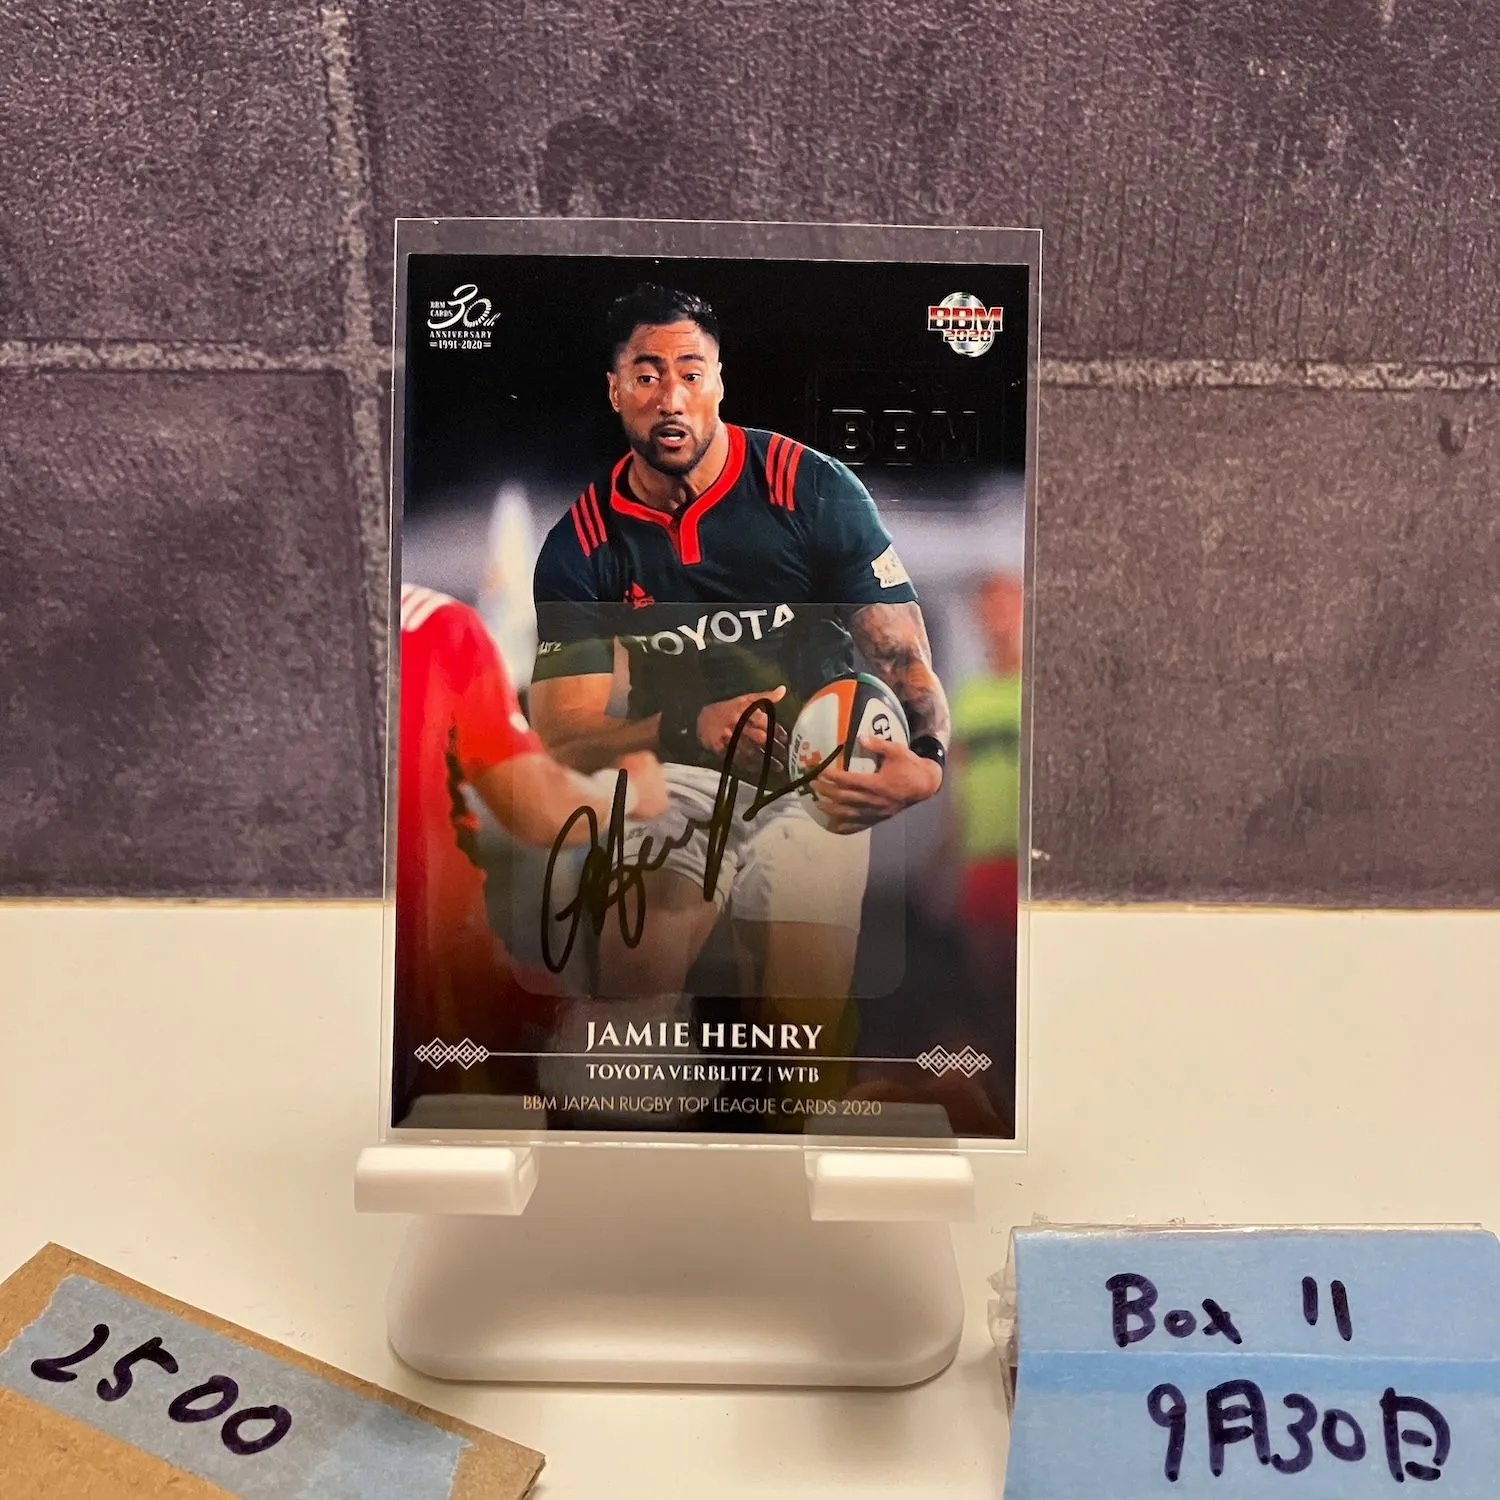 BBM
CARDS
30th
ANNIVERSARY
=1991-2020=
BBM
2020
BBM
TOYOTA
JAMIE HENRY
TOYOTA VERBLITZ | WTB
BBM JAPAN RUGBY TOP LEAGUE CARDS 2020
2500
Box 11
9月30日